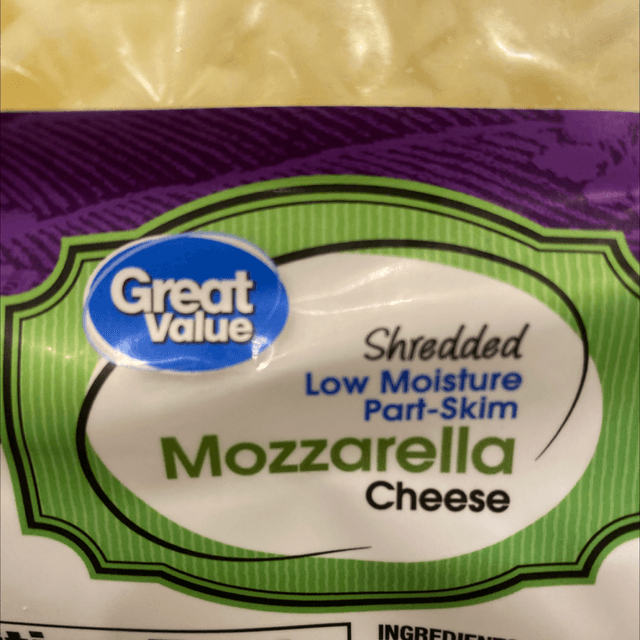 Great
Value
Shredded
Low Moisture
Part-Skim
Mozzarella
Cheese